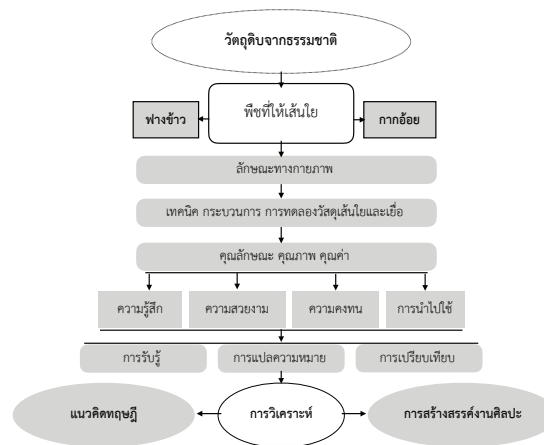 วัตถุดิบจากธรรมชาติ
ฟางข้าว
พืชที่ให้เส้นใย
กากอ้อย
ลักษณะทางกายภาพ
เทคนิค กระบวนการ การทดลองวัสดุเส้นใยและเยื่อ
คุณลักษณะ คุณภาพ คุณค่า
ความรู้สึก
ความสวยงาม
ความคงทน
การนำไปใช้
การรับรู้
การแปลความหมาย
การเปรียบเทียบ
แนวคิดทฤษฎี
การวิเคราะห์
การสร้างสรรค์งานศิลปะ